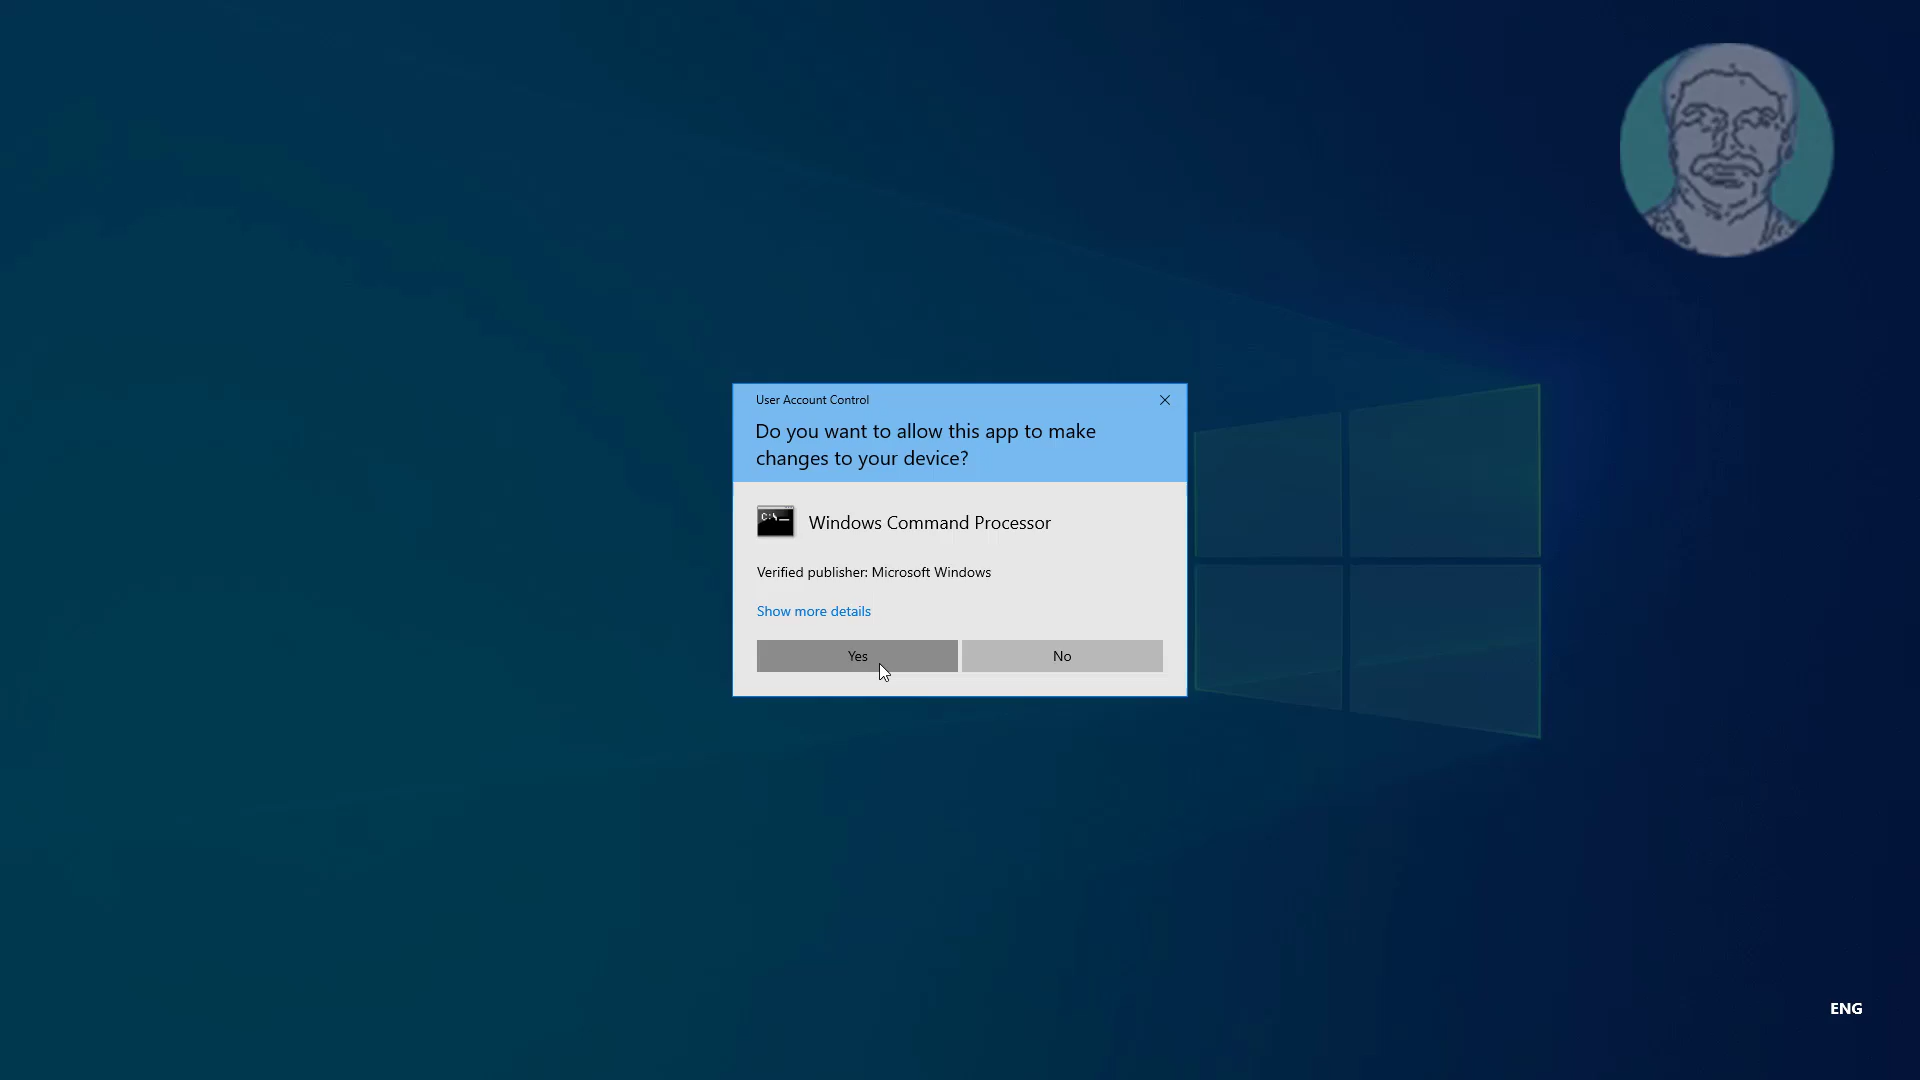 User Account Control
Do you want to allow this app to make
changes to your device?
C:\_
Windows Command Processor
Verified publisher: Microsoft Windows
Show more details
Yes
No
ENG